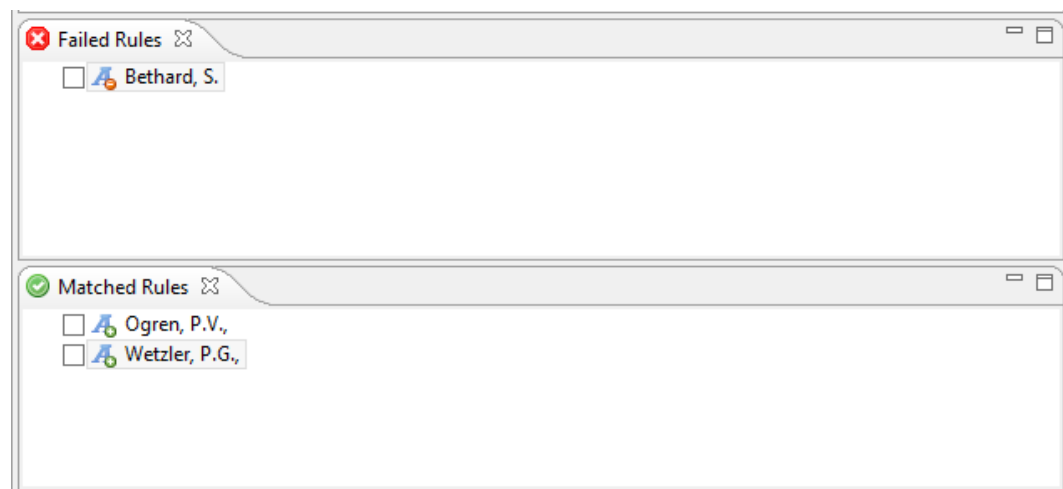 Failed Rules
Bethard, S.
Matched Rules
Ogren, P.V.,
Wetzler, P.G.,